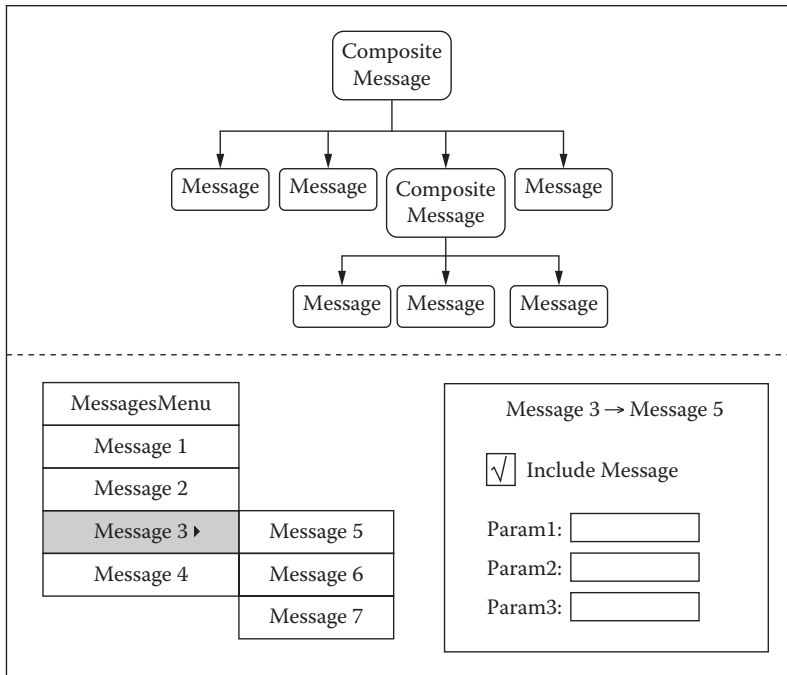 Composite
Message
Message
Message
Composite
Message
Message
Message
Message
Message
MessagesMenu
Message 1
Message 2
Message 3 ▸
Message 4
Message 5
Message 6
Message 7
Message 3 → Message 5
√ Include Message
Param1:
Param2:
Param3: